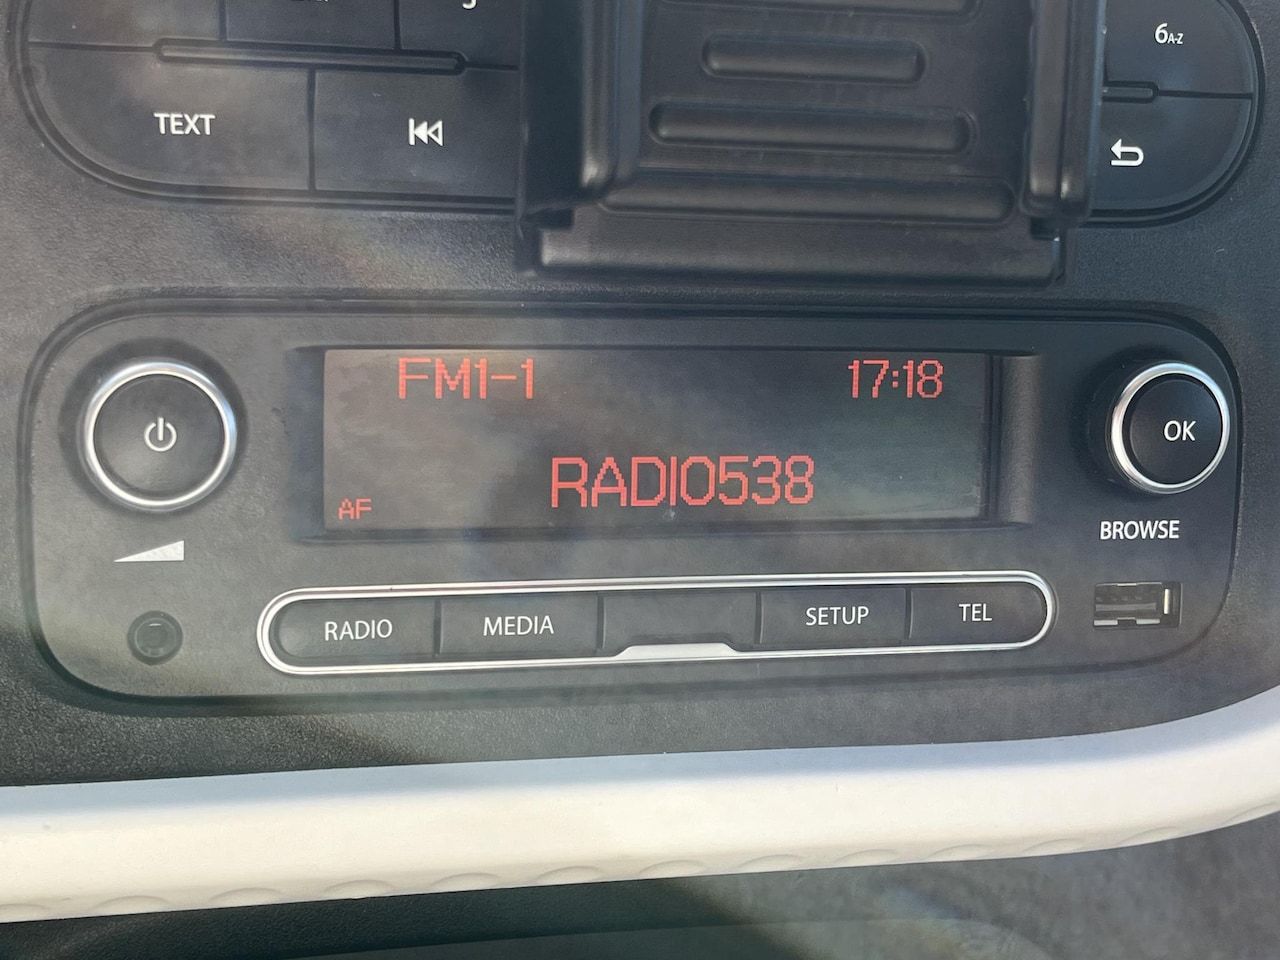 6A-Z
TEXT
FM1-1 17:18
RADIO538
AF
OK
BROWSE
RADIO MEDIA SETUP TEL